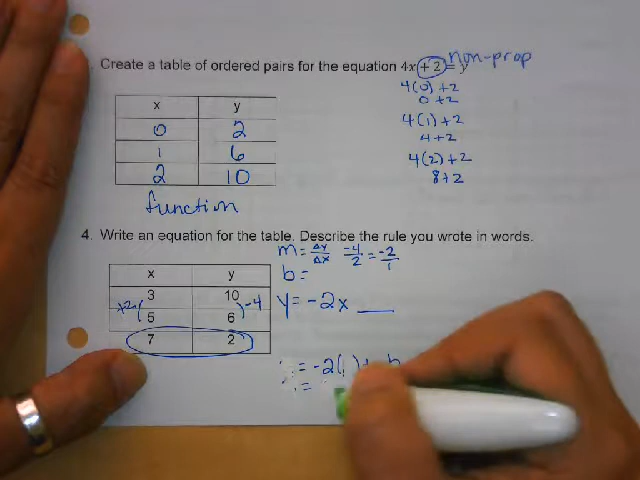 Create a table of ordered pairs for the equation 4x + 2 = y
non-prop
4(0) + 2
0 + 2
4(1) + 2
4 + 2
4(2) + 2
8 + 2
x y
0 2
1 6
2 10
function
4. Write an equation for the table. Describe the rule you wrote in words.
m = ΔY/ΔX -4/2 = -2/1
b =
x y
3 10
5 6
7 2
+2
-4
y = -2x ___
= -2( ) + b
=